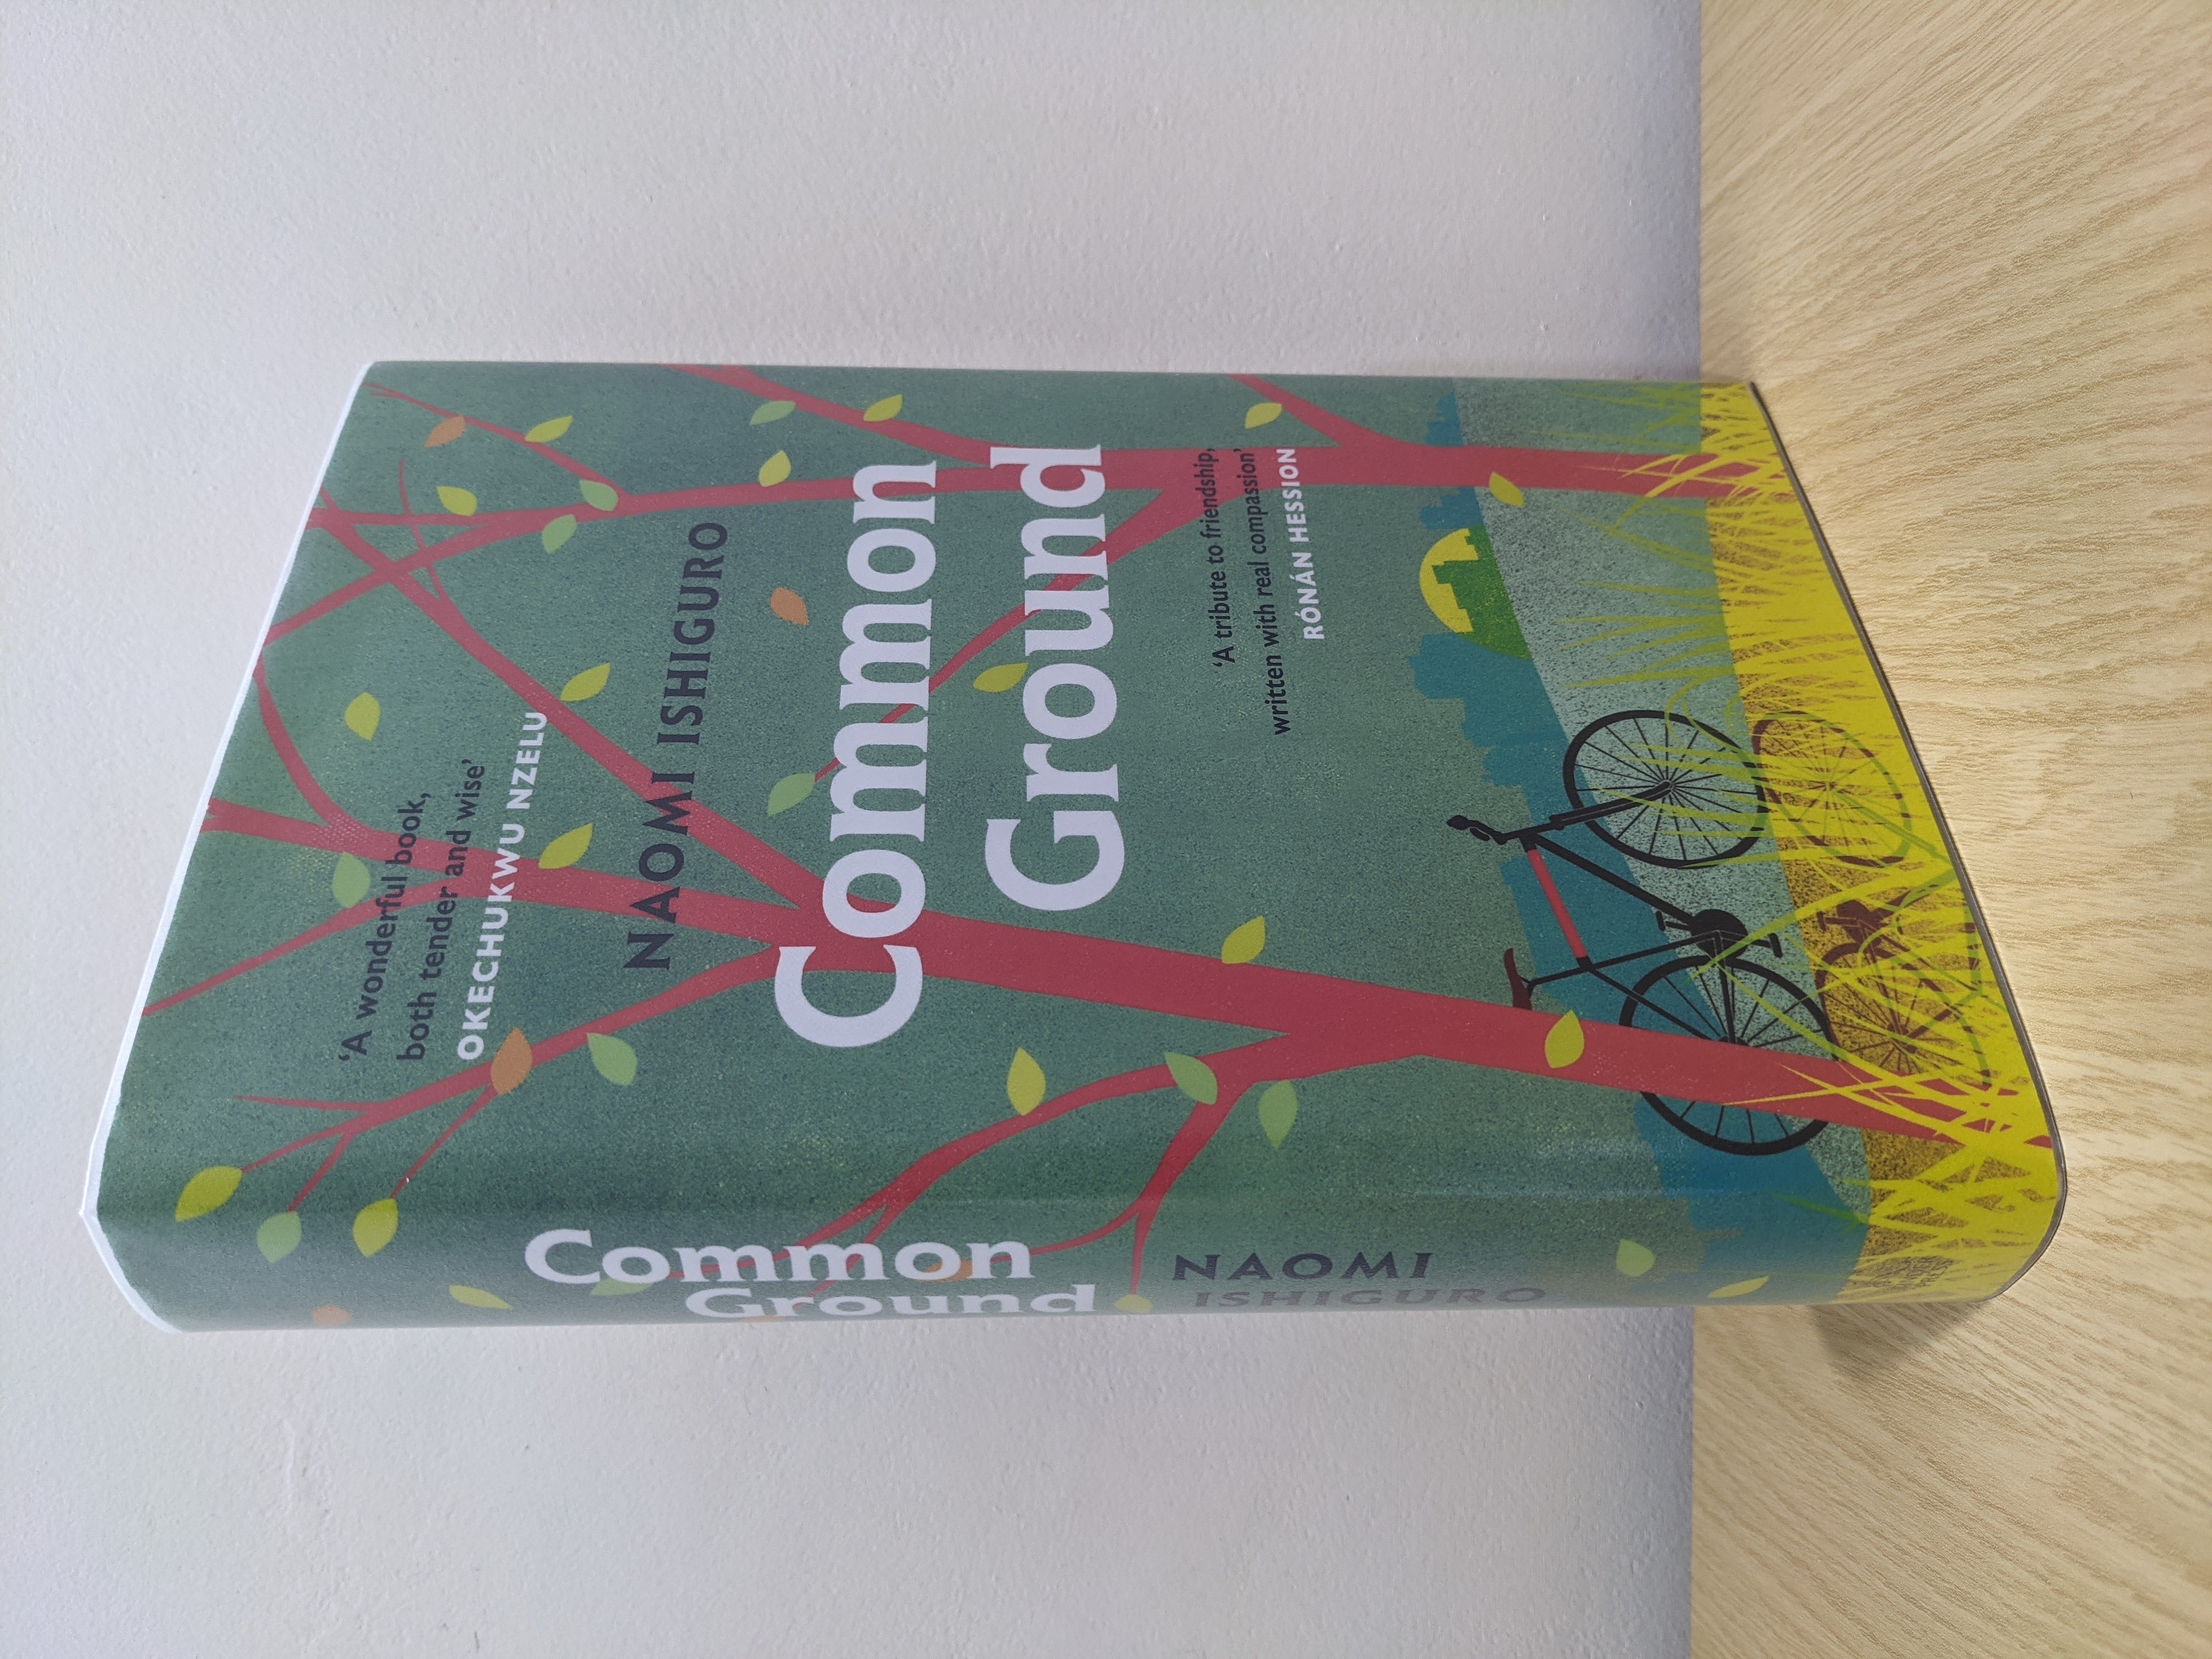 'A wonderful book,
both tender and wise'
OKECHUKWU NZELU
NAOMI ISHIGURO
Common
Ground
'A tribute to friendship,
written with real compassion'
RÓNÁN HESSION
Common
Ground
NAOMI
ISHIGURO